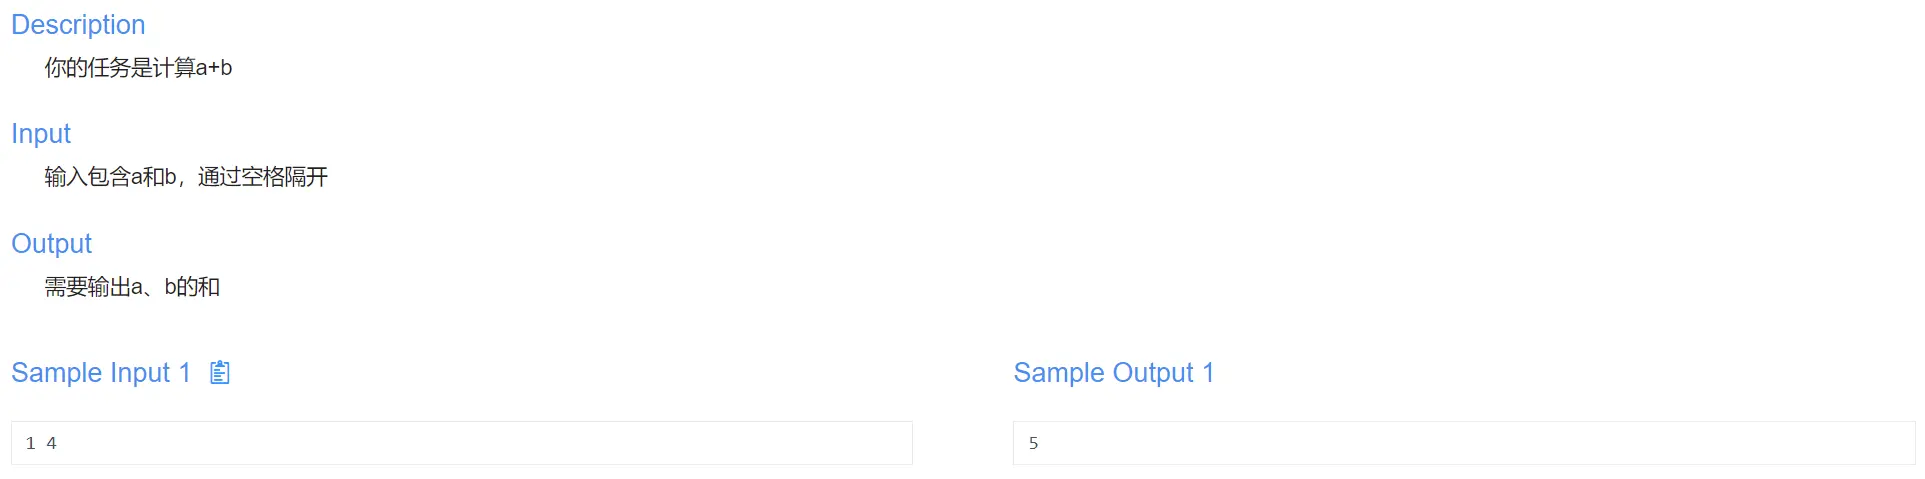 Description
你的任务是计算a+b
Input
输入包含a和b，通过空格隔开
Output
需要输出a、b的和
Sample Input 1
1 4
Sample Output 1
5